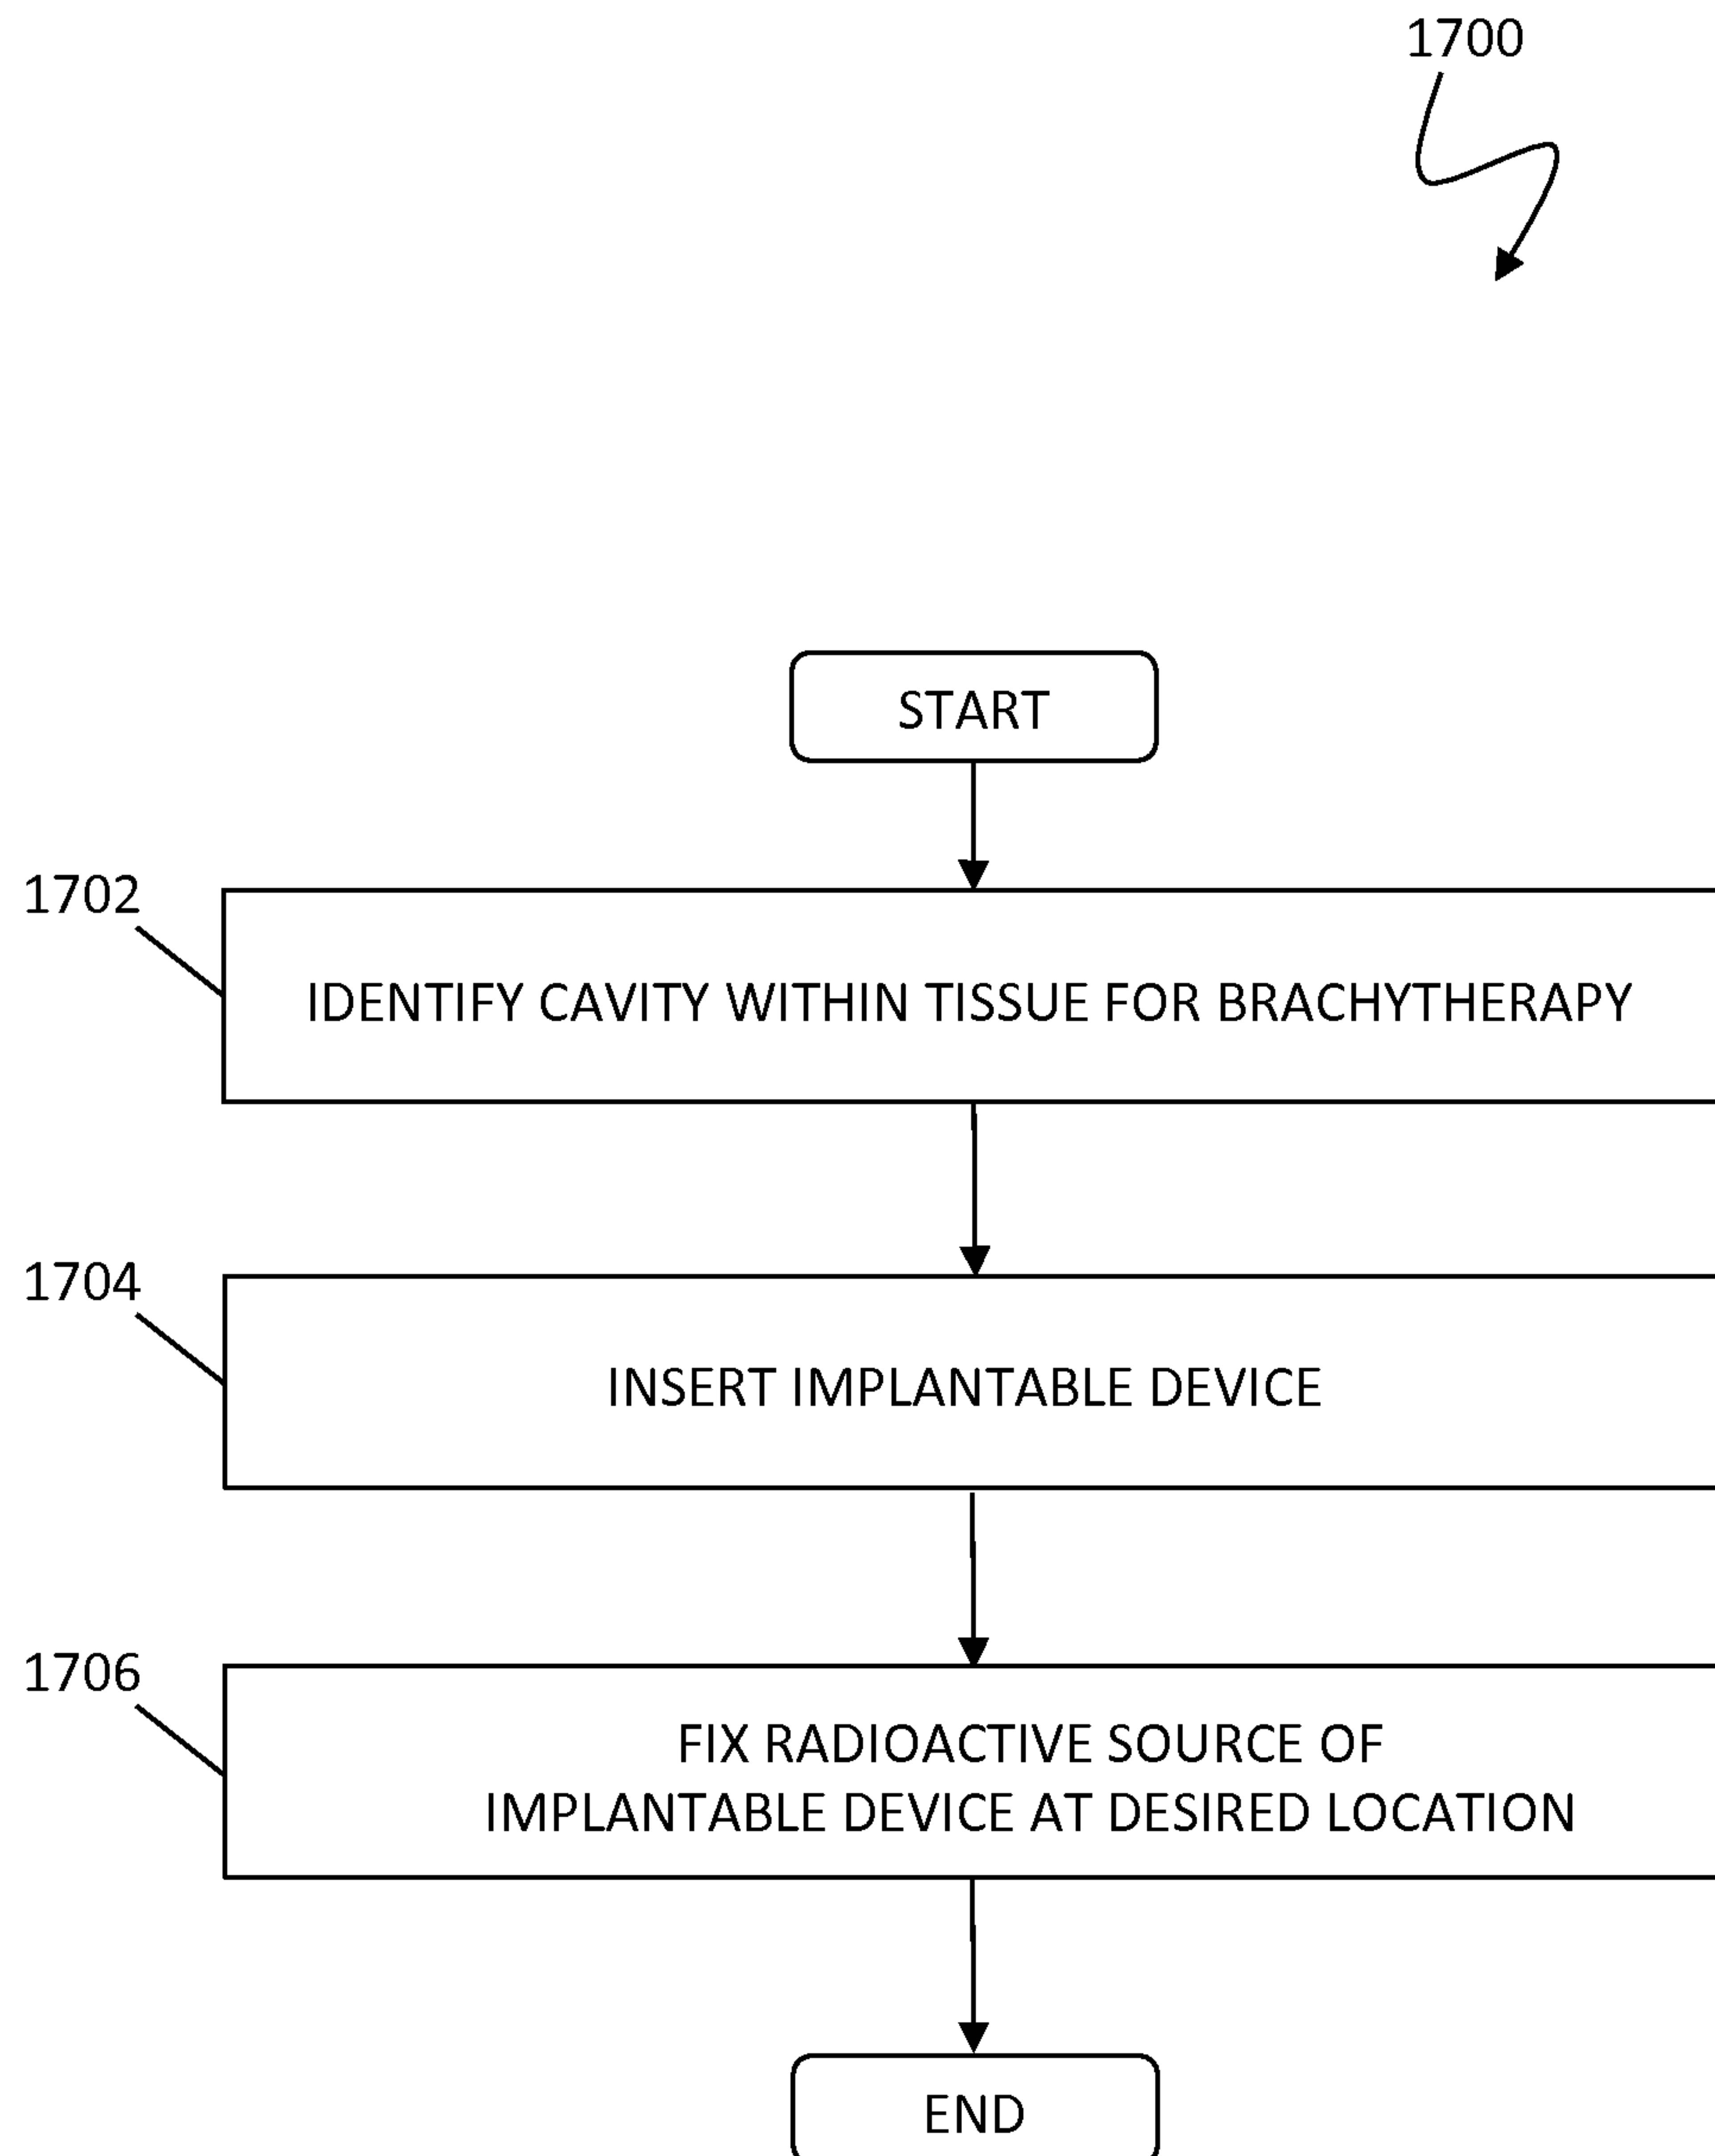 1700
START
1702
IDENTIFY CAVITY WITHIN TISSUE FOR BRACHYTHERAPY
1704
INSERT IMPLANTABLE DEVICE
1706
FIX RADIOACTIVE SOURCE OF
IMPLANTABLE DEVICE AT DESIRED LOCATION
END